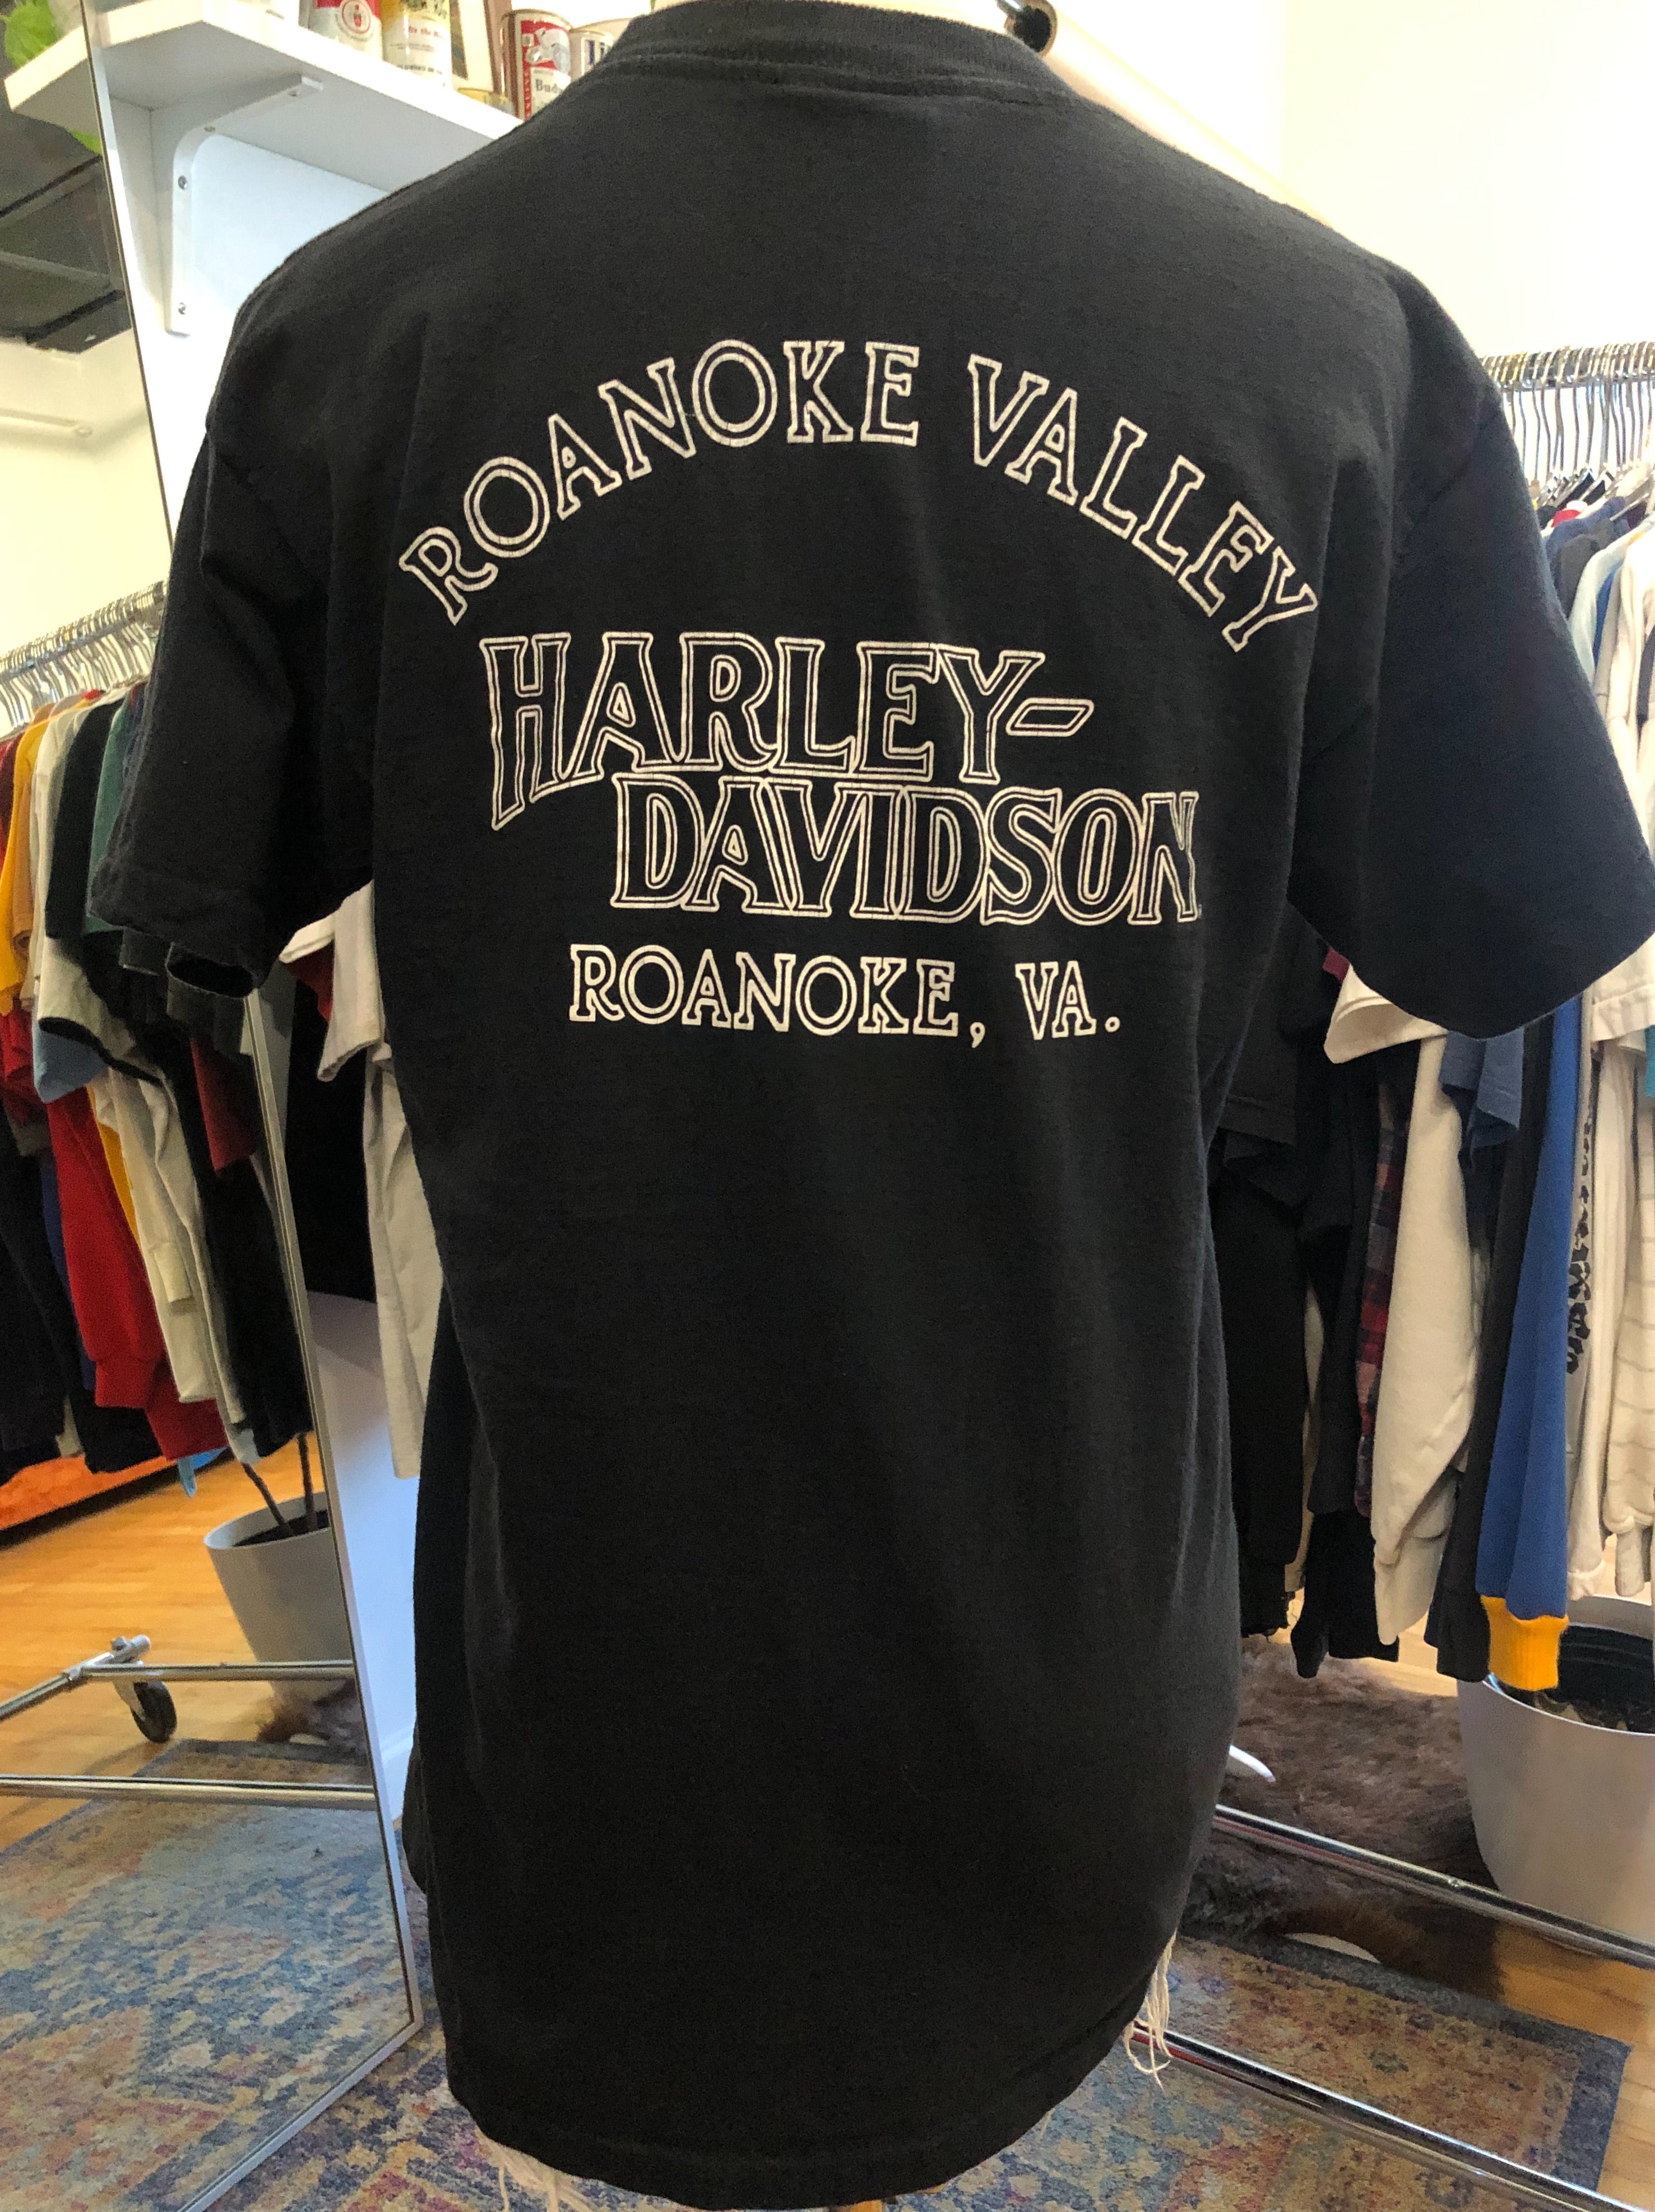 ROANOKE VALLEY
HARLEY-
DAVIDSON
ROANOKE, VA.